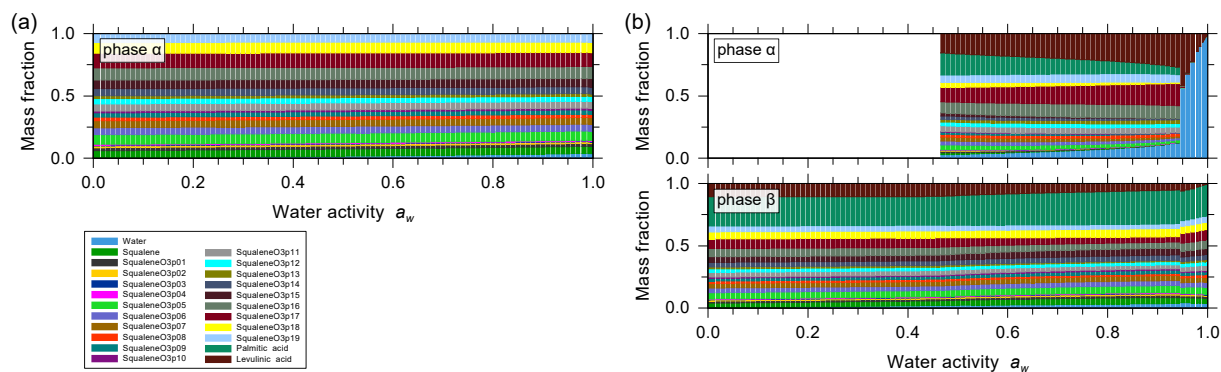 (a)
phase α
Mass fraction
1.0
0.5
0.0
0.0 0.2 0.4 0.6 0.8 1.0
Water activity a_w
Water
Squalene
SqualeneO3p01
SqualeneO3p02
SqualeneO3p03
SqualeneO3p04
SqualeneO3p05
SqualeneO3p06
SqualeneO3p07
SqualeneO3p08
SqualeneO3p09
SqualeneO3p10
SqualeneO3p11
SqualeneO3p12
SqualeneO3p13
SqualeneO3p14
SqualeneO3p15
SqualeneO3p16
SqualeneO3p17
SqualeneO3p18
SqualeneO3p19
Palmitic acid
Levulinic acid
(b)
phase α
Mass fraction
1.0
0.5
0.0
phase β
Mass fraction
1.0
0.5
0.0
0.0 0.2 0.4 0.6 0.8 1.0
Water activity a_w